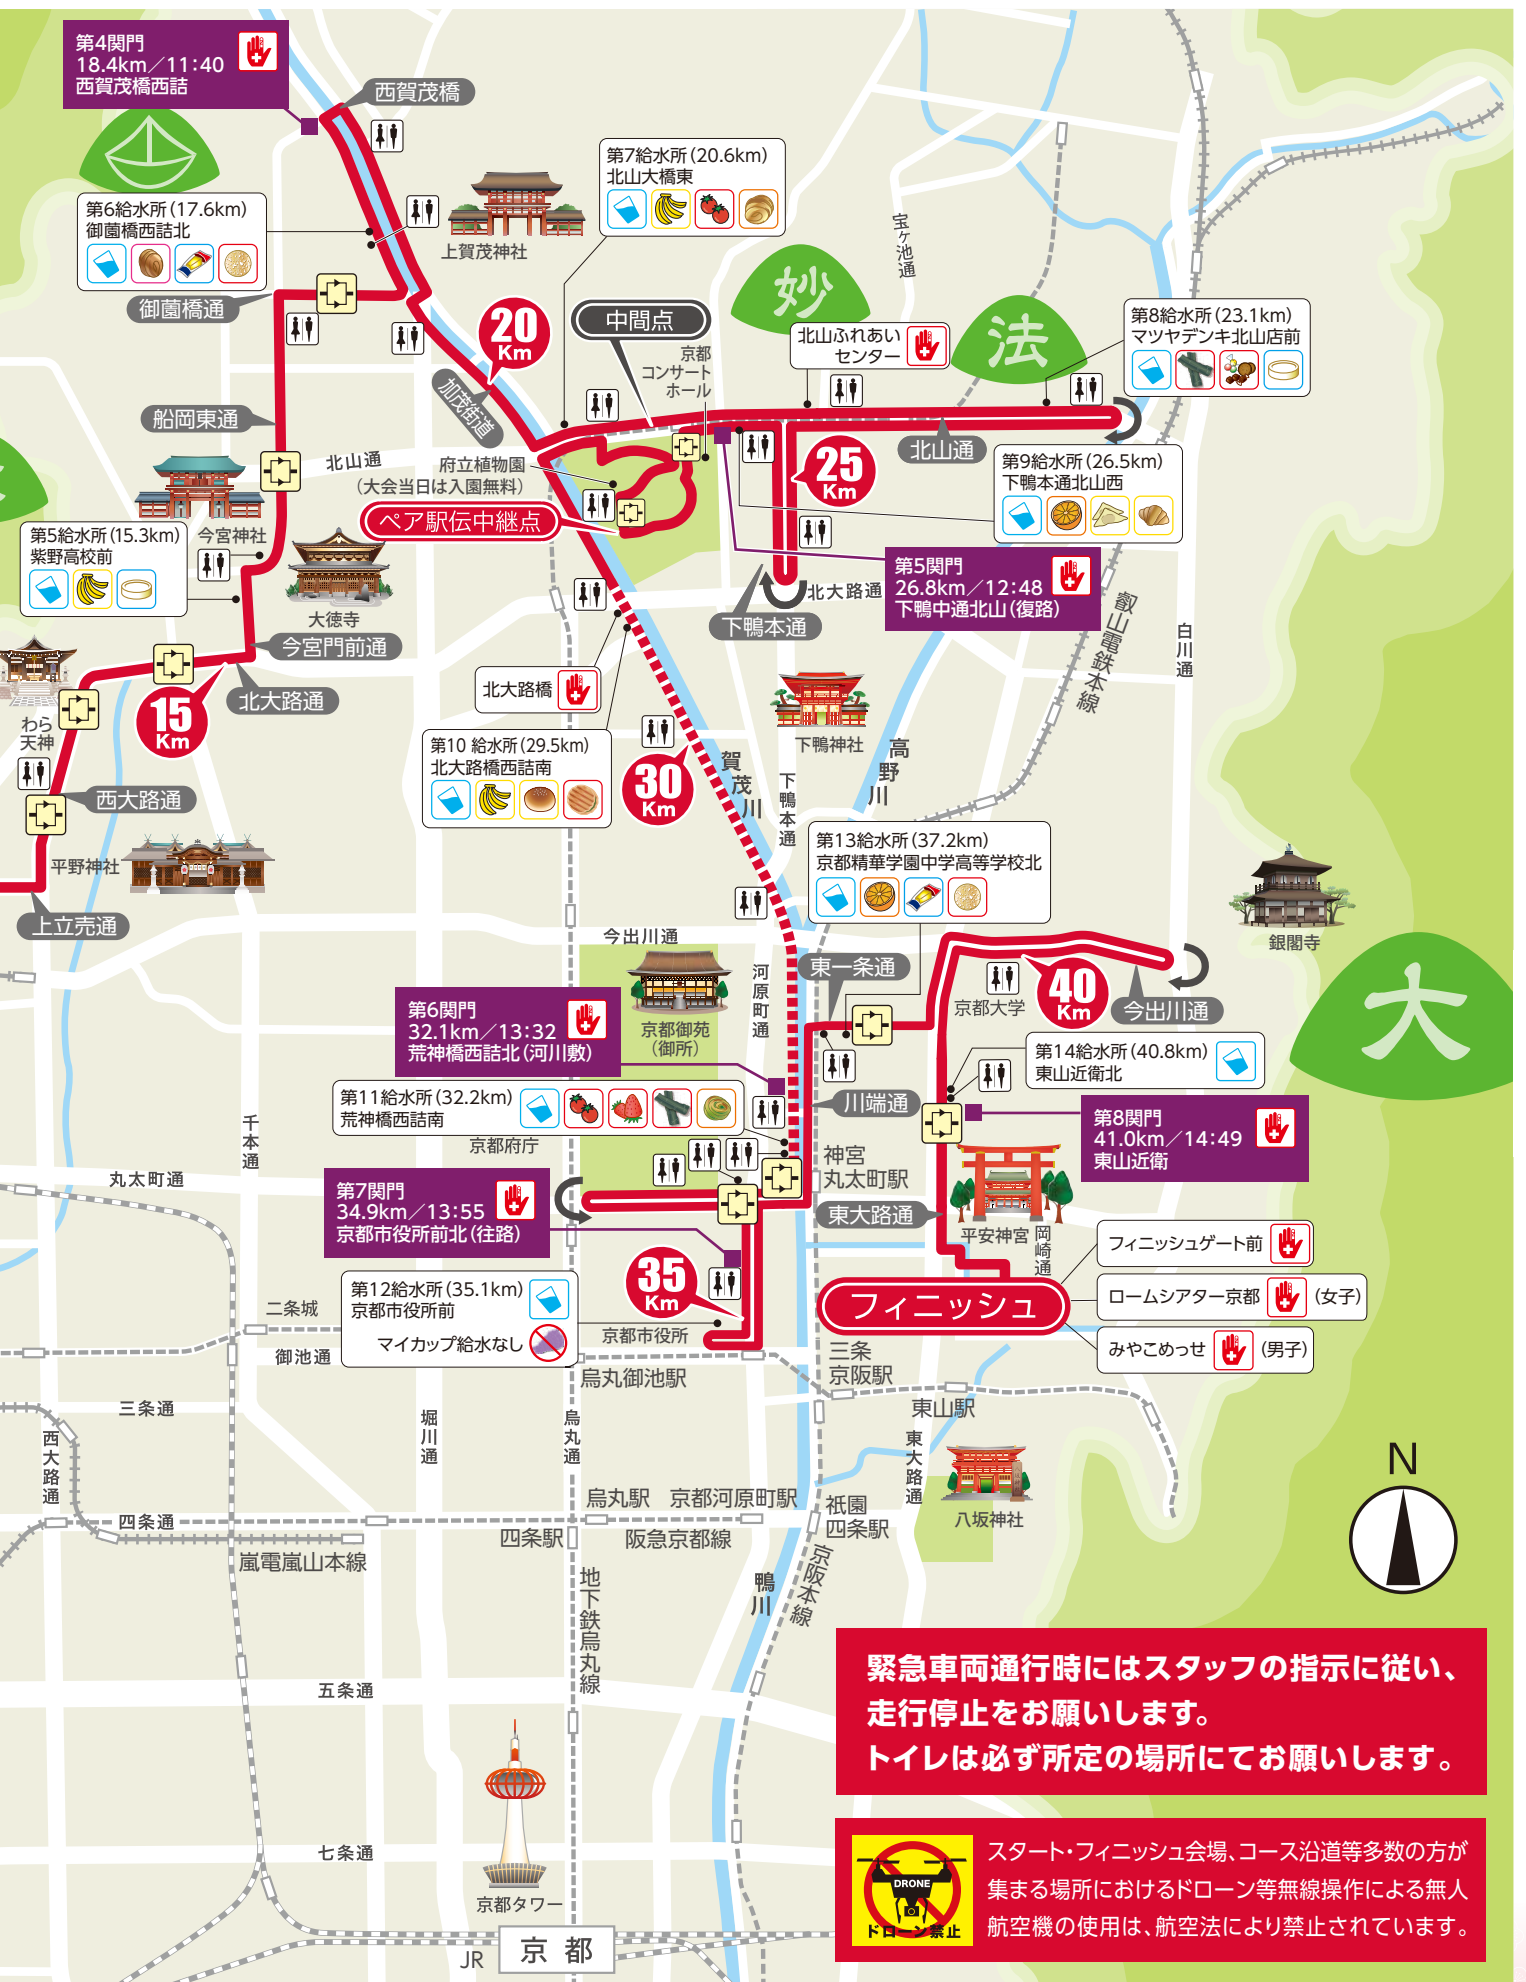 第4関門
18.4km／11:40
西賀茂橋西詰
西賀茂橋
第6給水所(17.6km)
御薗橋西詰北
上賀茂神社
第7給水所(20.6km)
北山大橋東
宝ヶ池通
妙
法
御薗橋通
20
Km
中間点
京都
コンサート
ホール
北山ふれあい
センター
第8給水所(23.1km)
マツヤデンキ北山店前
加茂街道
船岡東通
北山通
府立植物園
(大会当日は入園無料)
ペア駅伝中継点
25
Km
北山通
第9給水所(26.5km)
下鴨本通北山西
今宮神社
第5給水所(15.3km)
紫野高校前
大徳寺
今宮門前通
北大路通
下鴨本通
第5関門
26.8km／12:48
下鴨中通北山(復路)
叡山電鉄本線
白川通
わら
天神
15
Km
北大路通
北大路橋
下鴨神社
第10 給水所(29.5km)
北大路橋西詰南
30
Km
賀茂川
下鴨本通
高野川
西大路通
平野神社
上立売通
第13給水所(37.2km)
京都精華学園中学高等学校北
銀閣寺
今出川通
河原町通
東一条通
京都大学
40
Km
今出川通
大
第6関門
32.1km／13:32
荒神橋西詰北(河川敷)
京都御苑
(御所)
第14給水所(40.8km)
東山近衛北
第11給水所(32.2km)
荒神橋西詰南
川端通
第8関門
41.0km／14:49
東山近衛
千本通
京都府庁
丸太町通
神宮
丸太町駅
第7関門
34.9km／13:55
京都市役所前北(往路)
東大路通
平安神宮
岡崎通
フィニッシュゲート前
35
Km
第12給水所(35.1km)
京都市役所前
マイカップ給水なし
フィニッシュ
ロームシアター京都
(女子)
みやこめっせ
(男子)
二条城
京都市役所
御池通
烏丸御池駅
三条
京阪駅
三条通
西大路通
堀川通
烏丸通
東山駅
東大路通
八坂神社
N
四条通
烏丸駅
京都河原町駅
祇園
四条駅
四条駅
阪急京都線
嵐電嵐山本線
地下鉄烏丸線
鴨川
京阪本線
緊急車両通行時にはスタッフの指示に従い、
走行停止をお願いします。
トイレは必ず所定の場所にてお願いします。
五条通
七条通
京都タワー
DRONE
ドローン禁止
スタート・フィニッシュ会場、コース沿道等多数の方が
集まる場所におけるドローン等無線操作による無人
航空機の使用は、航空法により禁止されています。
JR
京都